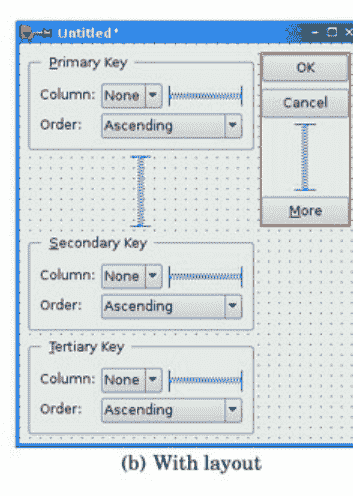 Untitled*
Primary Key
Column: None
Order: Ascending
OK
Cancel
More
Secondary Key
Column: None
Order: Ascending
Tertiary Key
Column: None
Order: Ascending
(b) With layout